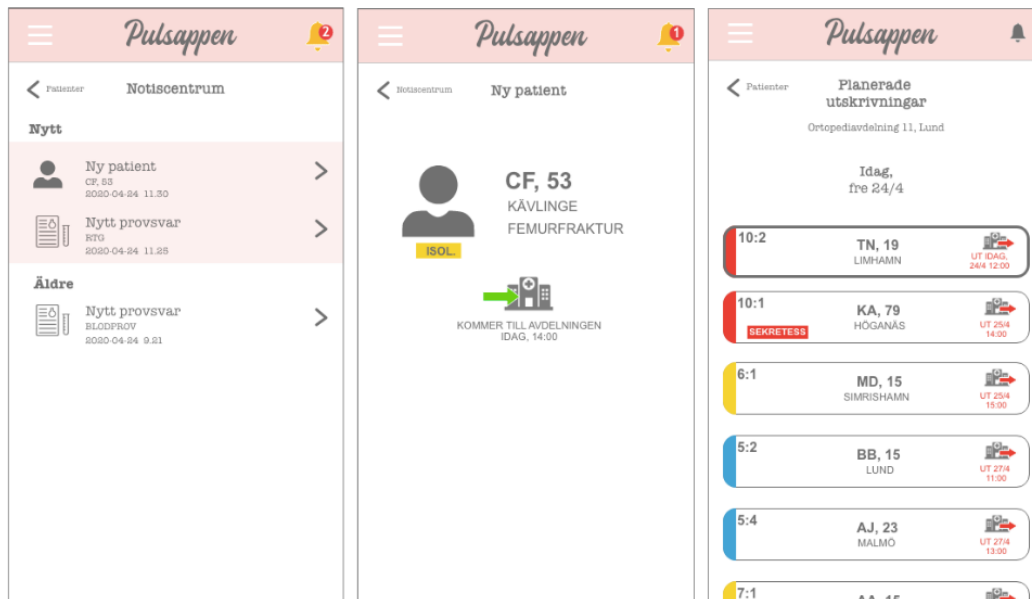 Pulsappen
2
Patienter
Notiscentrum
Nytt
Ny patient
CF, 53
2020-04-24 11.30
Nytt provsvar
RTG
2020-04-24 11.25
Äldre
Nytt provsvar
BLODPROV
2020-04-24 9.21
Pulsappen
1
Notiscentrum
Ny patient
CF, 53
KÄVLINGE
FEMURFRAKTUR
ISOL.
KOMMER TILL AVDELNINGEN
IDAG, 14:00
Pulsappen
Patienter
Planerade
utskrivningar
Ortopediavdelning 11, Lund
Idag,
fre 24/4
10:2
TN, 19
LIMHAMN
UT IDAG,
24/4 12:00
10:1
KA, 79
HÖGANÄS
SEKRETESS
UT 25/4
14:00
6:1
MD, 15
SIMRISHAMN
UT 25/4
15:00
5:2
BB, 15
LUND
UT 27/4
11:00
5:4
AJ, 23
MALMÖ
UT 27/4
13:00
7:1